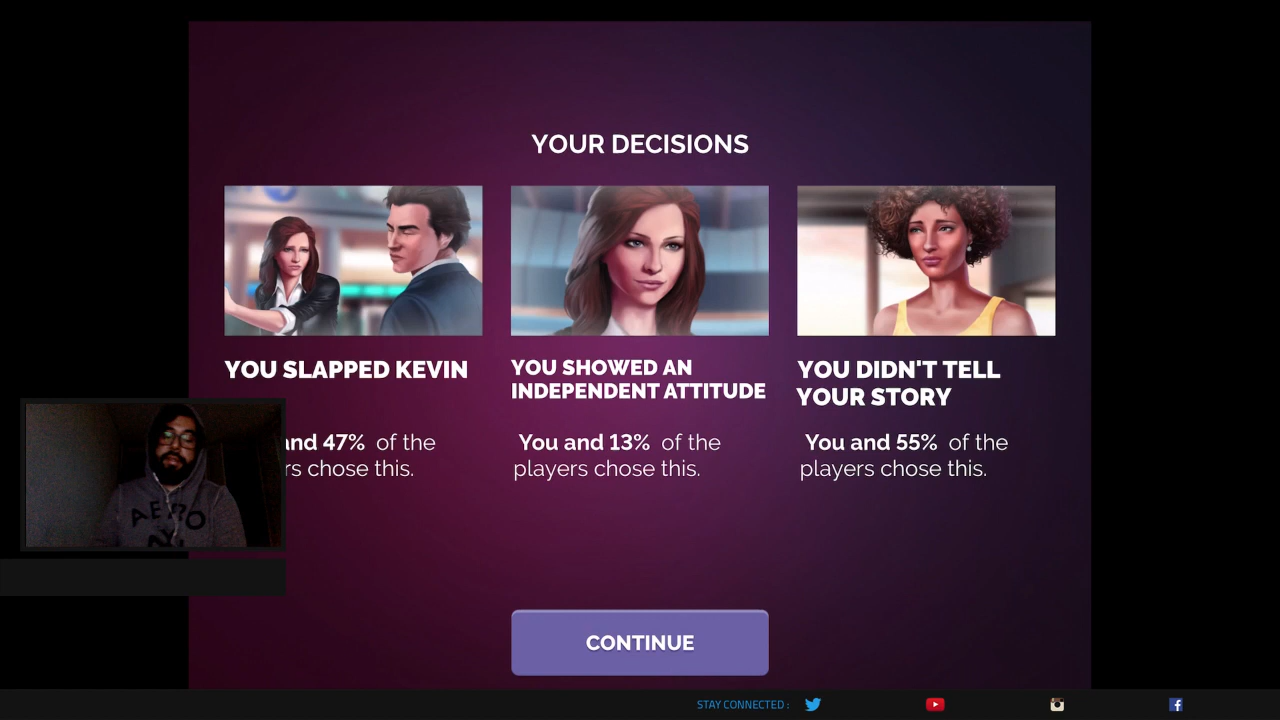 YOUR DECISIONS
YOU SLAPPED KEVIN
and 47% of the
rs chose this.
YOU SHOWED AN
INDEPENDENT ATTITUDE
You and 13% of the
players chose this.
YOU DIDN'T TELL
YOUR STORY
You and 55% of the
players chose this.
AERO
CONTINUE
STAY CONNECTED :